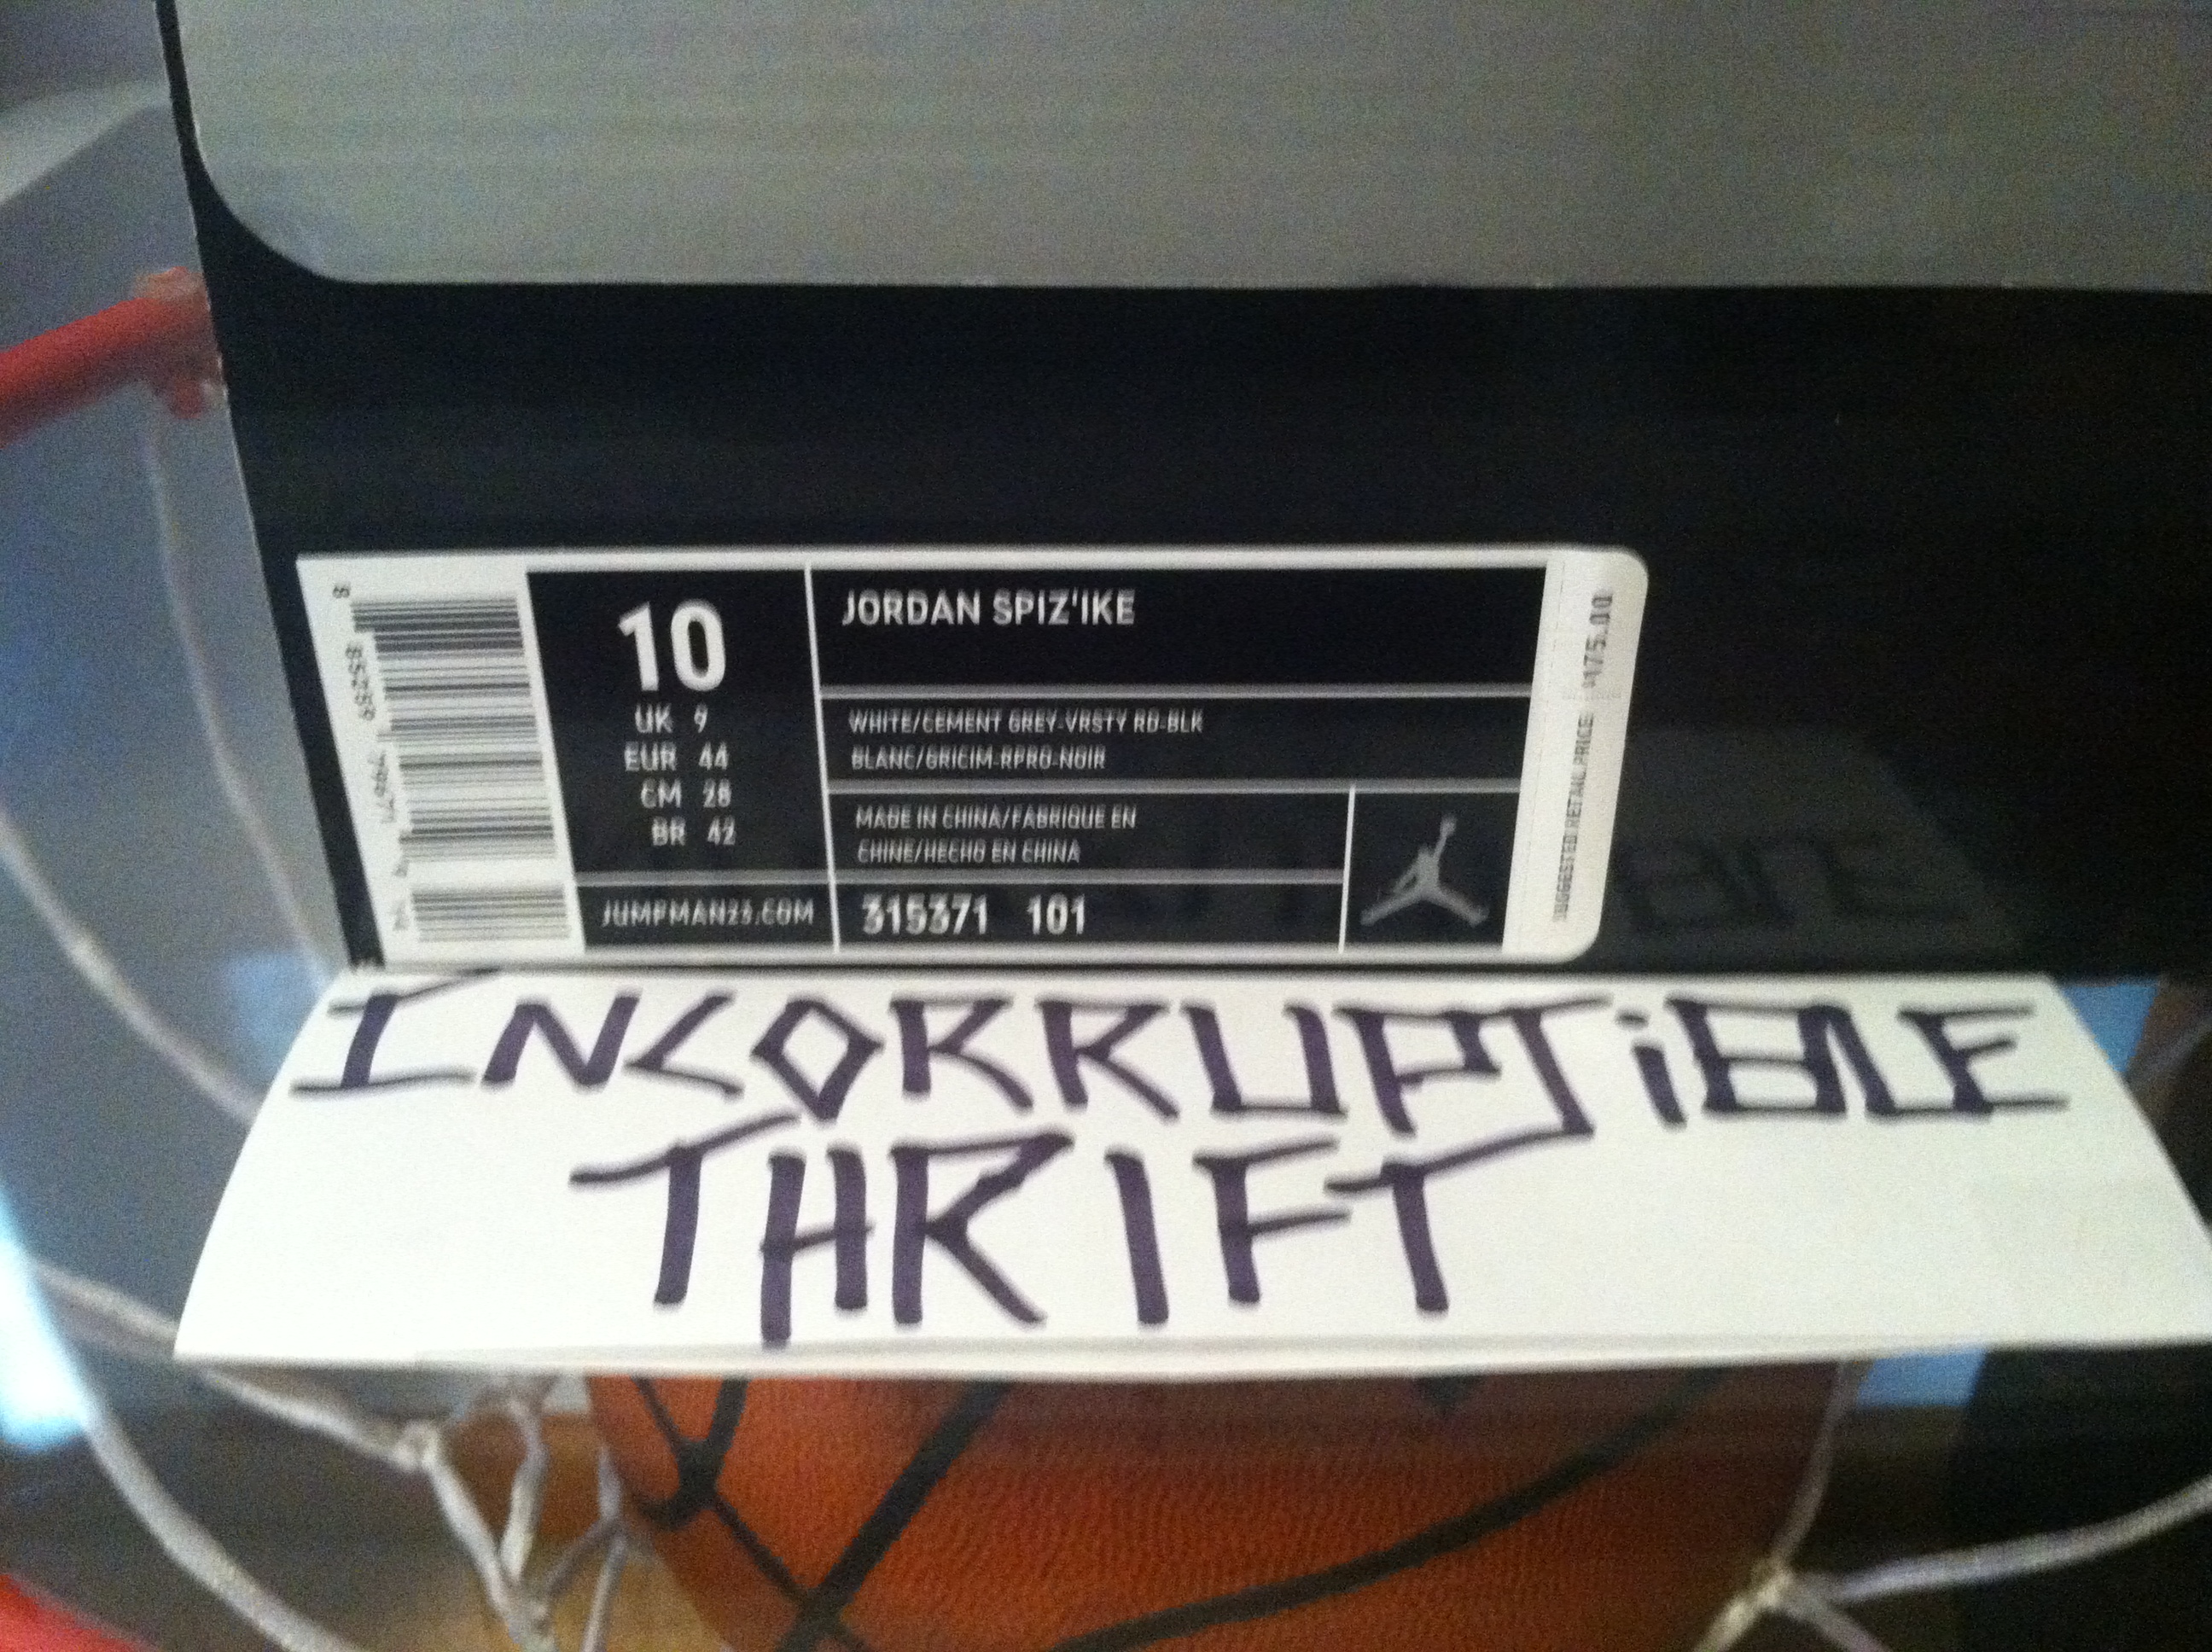 10
UK 9
EUR 44
CM 28
BR 42
JUMPMAN23.COM
JORDAN SPIZ'IKE
WHITE/CEMENT GREY-VRSTY RD-BLK
BLANC/GRICIM-RPRO-NOIR
MADE IN CHINA/FABRIQUE EN
CHINE/HECHO EN CHINA
315371 101
SUGGESTED RETAIL PRICE: $175.00
INCORRUPTiBLE
THRIFT